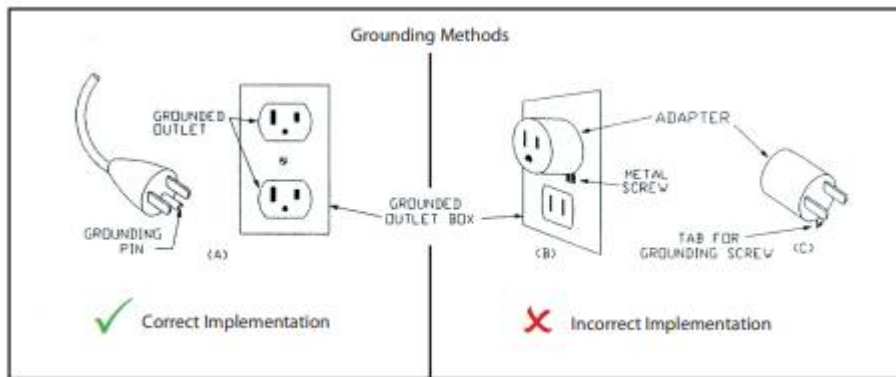 Grounding Methods
GROUNDED
OUTLET
GROUNDING
PIN
(A)
GROUNDED
OUTLET BOX
ADAPTER
METAL
SCREW
(B)
TAB FOR
GROUNDING SCREW
(C)
Correct Implementation
Incorrect Implementation